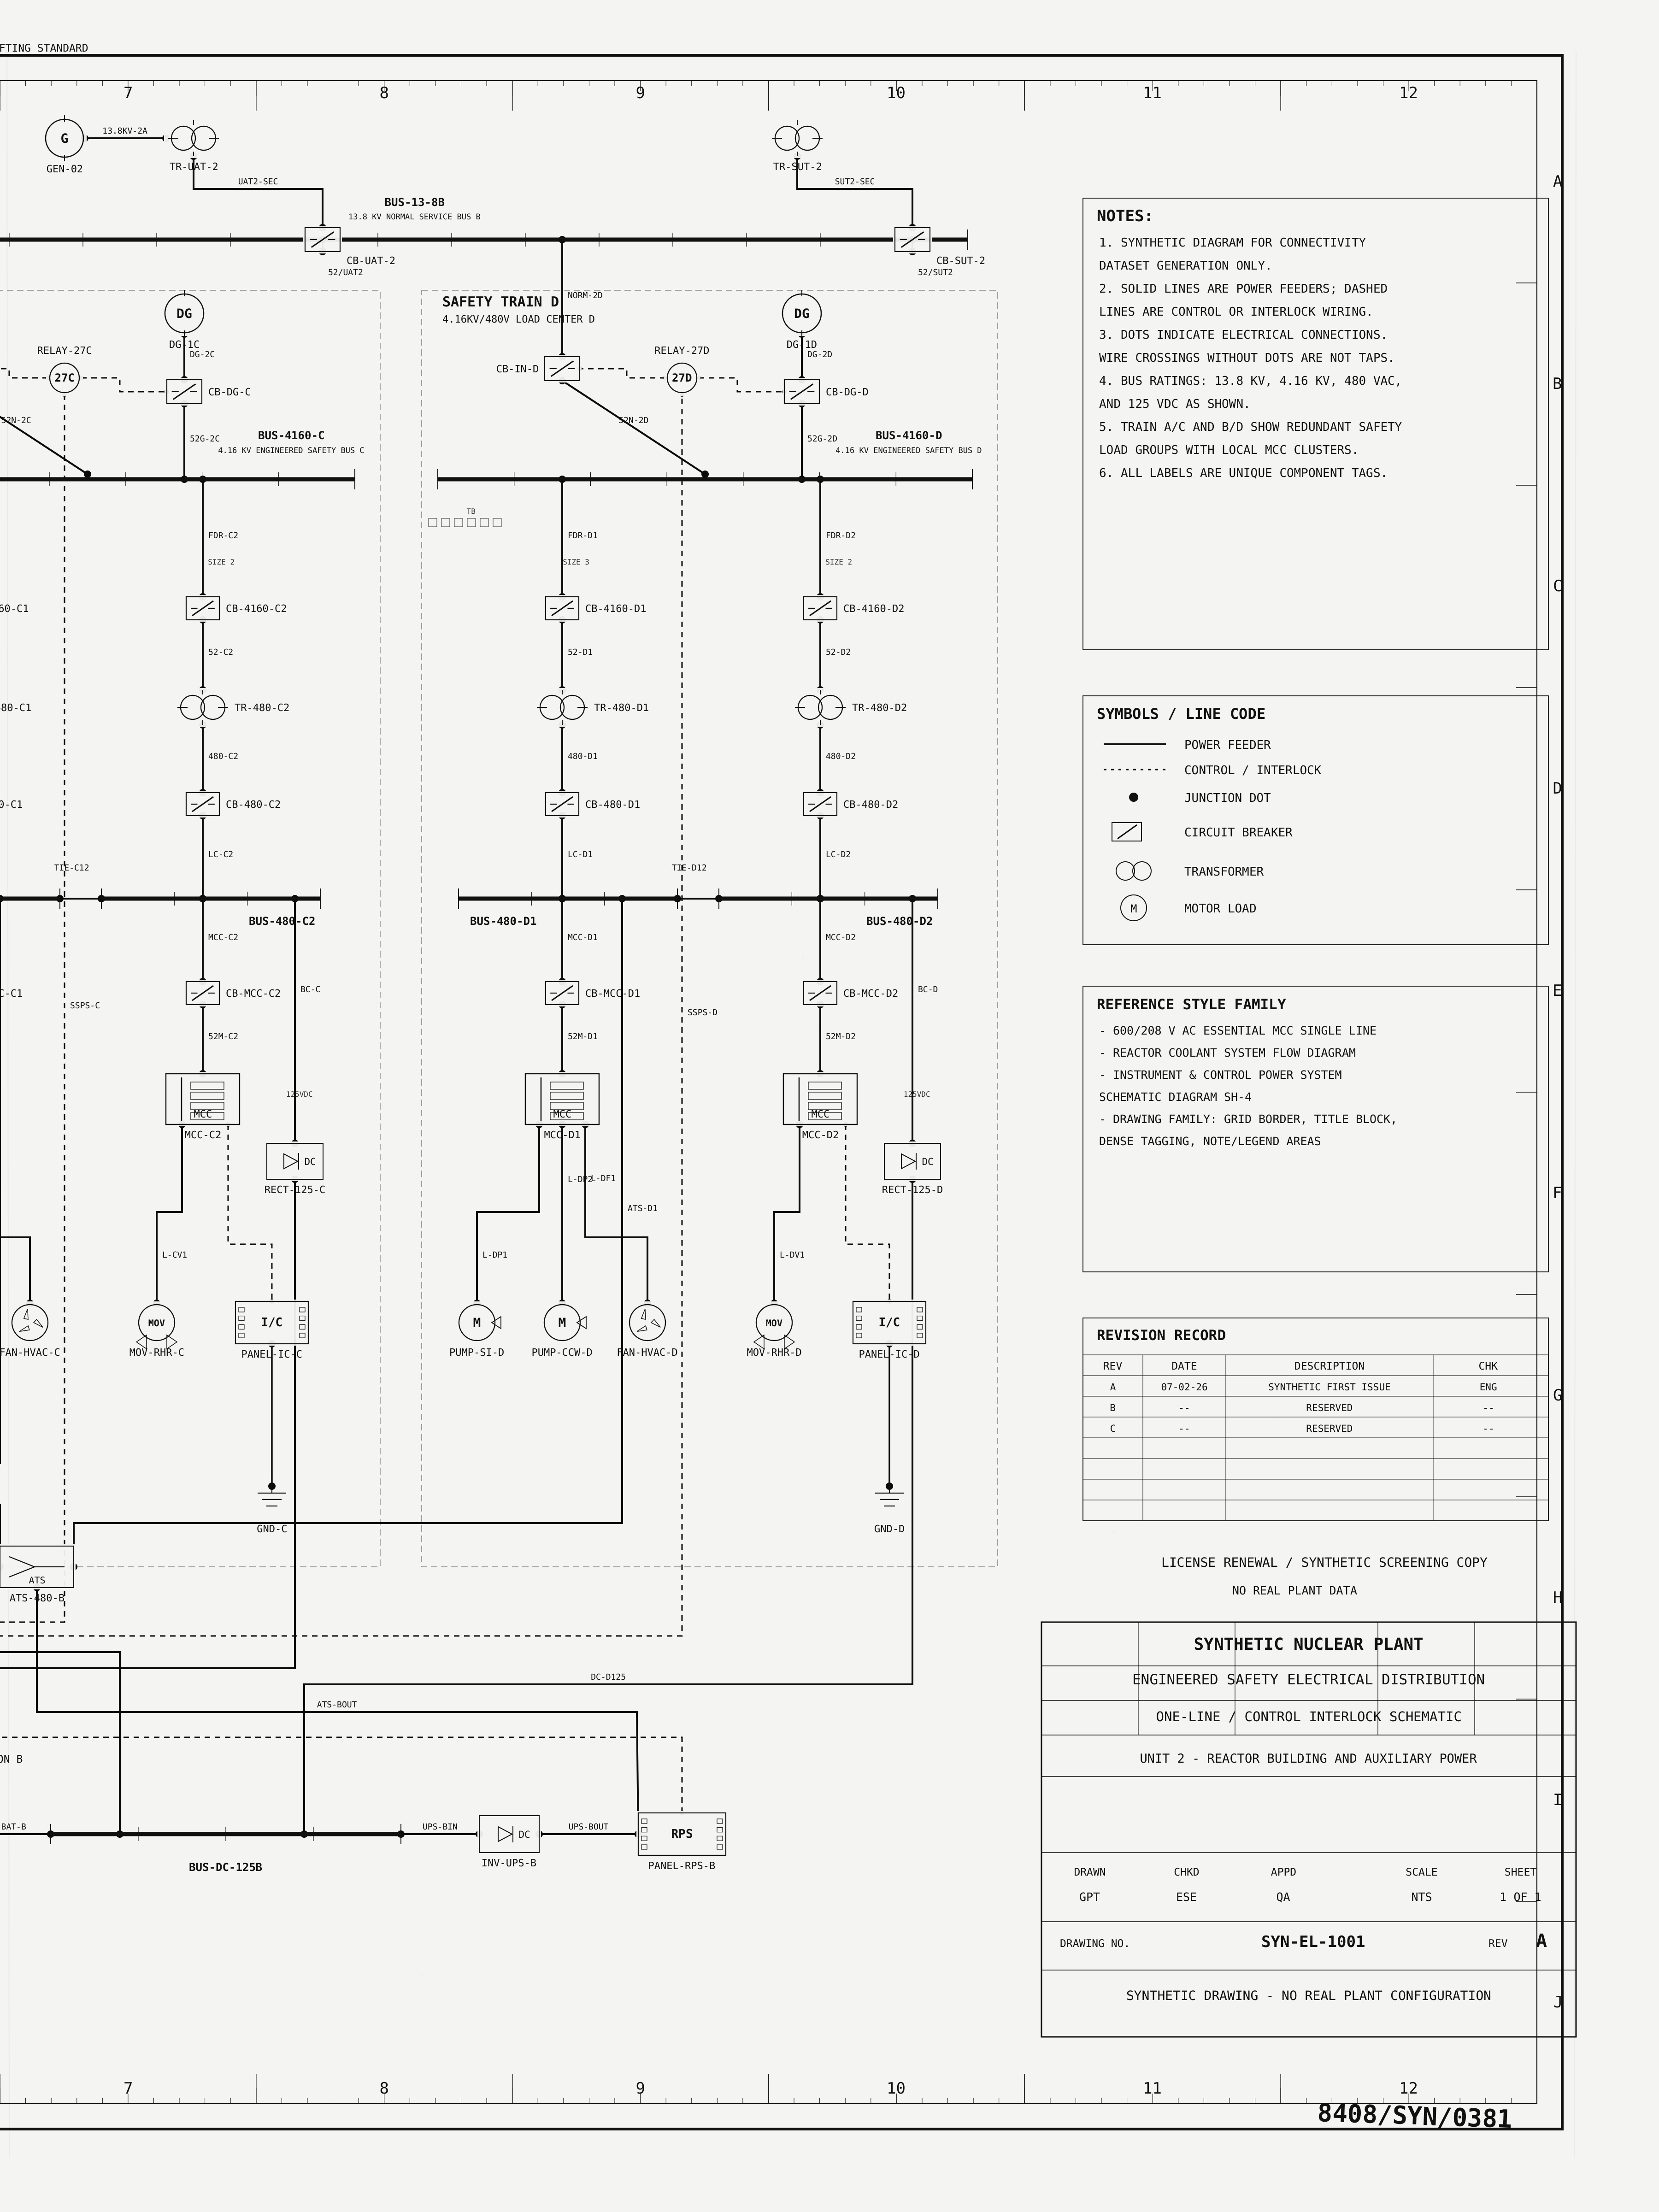 FTING STANDARD
7 8 9 10 11 12
G
13.8KV-2A
GEN-02
TR-UAT-2
TR-SUT-2
A
UAT2-SEC
SUT2-SEC
BUS-13-8B
13.8 KV NORMAL SERVICE BUS B
CB-UAT-2
52/UAT2
CB-SUT-2
52/SUT2
NOTES:
1. SYNTHETIC DIAGRAM FOR CONNECTIVITY
DATASET GENERATION ONLY.
2. SOLID LINES ARE POWER FEEDERS; DASHED
LINES ARE CONTROL OR INTERLOCK WIRING.
3. DOTS INDICATE ELECTRICAL CONNECTIONS.
WIRE CROSSINGS WITHOUT DOTS ARE NOT TAPS.
4. BUS RATINGS: 13.8 KV, 4.16 KV, 480 VAC,
AND 125 VDC AS SHOWN.
5. TRAIN A/C AND B/D SHOW REDUNDANT SAFETY
LOAD GROUPS WITH LOCAL MCC CLUSTERS.
6. ALL LABELS ARE UNIQUE COMPONENT TAGS.
SAFETY TRAIN D
4.16KV/480V LOAD CENTER D
NORM-2D
DG
DG-1C
DG-2C
RELAY-27C
27C
CB-DG-C
CB-IN-D
RELAY-27D
27D
DG
DG-1D
DG-2D
CB-DG-D
B
52N-2C
52G-2C
BUS-4160-C
4.16 KV ENGINEERED SAFETY BUS C
52N-2D
52G-2D
BUS-4160-D
4.16 KV ENGINEERED SAFETY BUS D
TB
FDR-C2
SIZE 2
FDR-D1
SIZE 3
FDR-D2
SIZE 2
C
60-C1
CB-4160-C2
CB-4160-D1
CB-4160-D2
52-C2
52-D1
52-D2
80-C1
TR-480-C2
TR-480-D1
TR-480-D2
480-C2
480-D1
480-D2
0-C1
CB-480-C2
CB-480-D1
CB-480-D2
LC-C2
LC-D1
LC-D2
TIE-C12
TIE-D12
BUS-480-C2
BUS-480-D1
BUS-480-D2
SYMBOLS / LINE CODE
POWER FEEDER
CONTROL / INTERLOCK
JUNCTION DOT
CIRCUIT BREAKER
TRANSFORMER
M
MOTOR LOAD
D
MCC-C2
MCC-D1
MCC-D2
C-C1
SSPS-C
CB-MCC-C2
BC-C
CB-MCC-D1
SSPS-D
CB-MCC-D2
BC-D
E
52M-C2
52M-D1
52M-D2
MCC
MCC-C2
125VDC
MCC
MCC-D1
MCC
MCC-D2
125VDC
DC
RECT-125-C
DC
RECT-125-D
L-DP2
L-DF1
ATS-D1
REFERENCE STYLE FAMILY
- 600/208 V AC ESSENTIAL MCC SINGLE LINE
- REACTOR COOLANT SYSTEM FLOW DIAGRAM
- INSTRUMENT & CONTROL POWER SYSTEM
SCHEMATIC DIAGRAM SH-4
- DRAWING FAMILY: GRID BORDER, TITLE BLOCK,
DENSE TAGGING, NOTE/LEGEND AREAS
F
L-CV1
L-DP1
L-DV1
MOV
I/C
M
M
MOV
I/C
FAN-HVAC-C
MOV-RHR-C
PANEL-IC-C
PUMP-SI-D
PUMP-CCW-D
FAN-HVAC-D
MOV-RHR-D
PANEL-IC-D
REVISION RECORD
REV DATE DESCRIPTION CHK
A 07-02-26 SYNTHETIC FIRST ISSUE ENG
B -- RESERVED --
C -- RESERVED --
G
GND-C
GND-D
ATS
ATS-480-B
LICENSE RENEWAL / SYNTHETIC SCREENING COPY
NO REAL PLANT DATA
H
DC-D125
ATS-BOUT
ON B
BAT-B
BUS-DC-125B
UPS-BIN
DC
INV-UPS-B
UPS-BOUT
RPS
PANEL-RPS-B
SYNTHETIC NUCLEAR PLANT
ENGINEERED SAFETY ELECTRICAL DISTRIBUTION
ONE-LINE / CONTROL INTERLOCK SCHEMATIC
UNIT 2 - REACTOR BUILDING AND AUXILIARY POWER
I
DRAWN CHKD APPD SCALE SHEET
GPT ESE QA NTS 1 OF 1
DRAWING NO. SYN-EL-1001 REV A
SYNTHETIC DRAWING - NO REAL PLANT CONFIGURATION
J
7 8 9 10 11 12
8408/SYN/0381